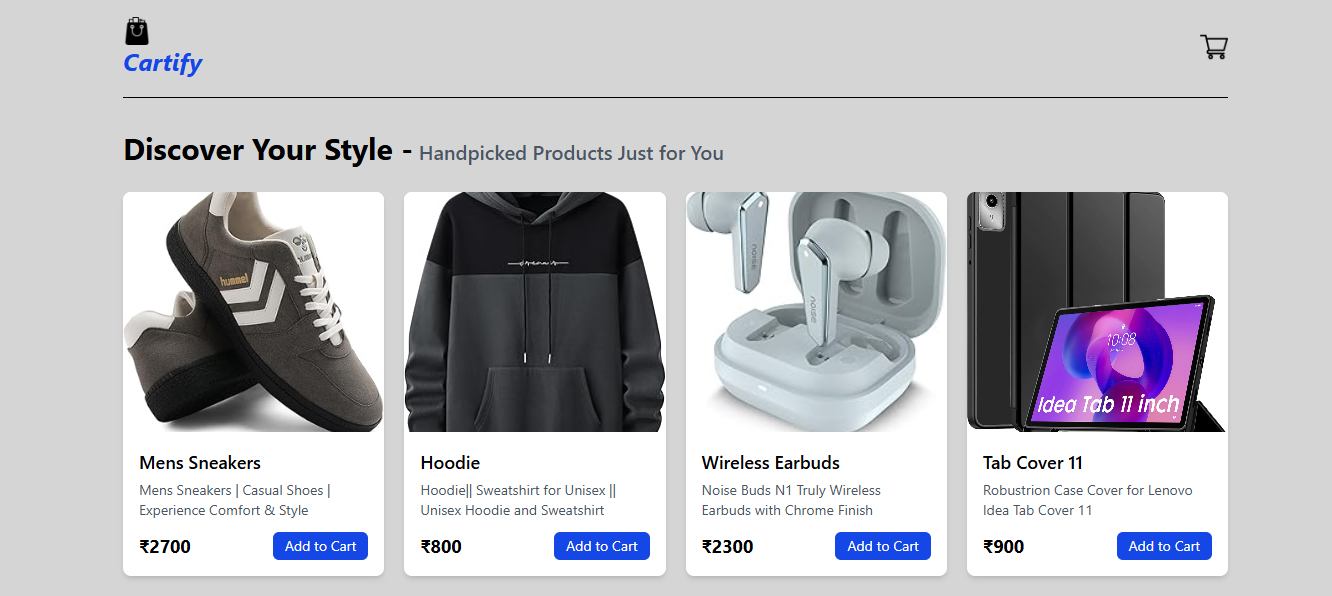 Cartify
Discover Your Style - Handpicked Products Just for You
hummel
noise
noise
10:08
Idea Tab 11 inch
Mens Sneakers
Mens Sneakers | Casual Shoes |
Experience Comfort & Style
₹2700
Add to Cart
Hoodie
Hoodie|| Sweatshirt for Unisex ||
Unisex Hoodie and Sweatshirt
₹800
Add to Cart
Wireless Earbuds
Noise Buds N1 Truly Wireless
Earbuds with Chrome Finish
₹2300
Add to Cart
Tab Cover 11
Robustrion Case Cover for Lenovo
Idea Tab Cover 11
₹900
Add to Cart